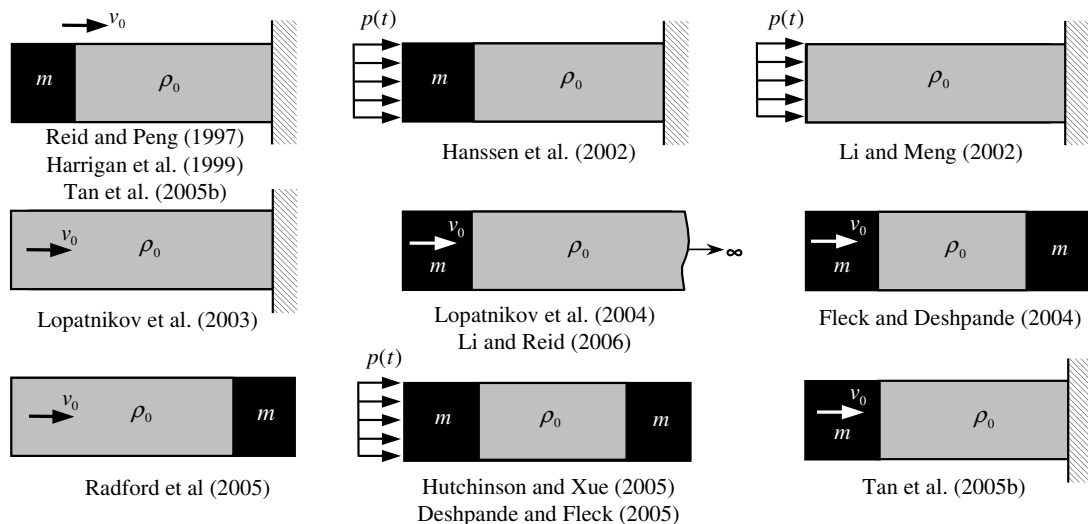 v₀
m
ρ₀
Reid and Peng (1997)
Harrigan et al. (1999)
Tan et al. (2005b)
p(t)
m
ρ₀
Hanssen et al. (2002)
p(t)
ρ₀
Li and Meng (2002)
v₀
ρ₀
Lopatnikov et al. (2003)
v₀
m
ρ₀
∞
Lopatnikov et al. (2004)
Li and Reid (2006)
v₀
m
ρ₀
m
Fleck and Deshpande (2004)
v₀
ρ₀
m
Radford et al (2005)
p(t)
m
ρ₀
m
Hutchinson and Xue (2005)
Deshpande and Fleck (2005)
v₀
m
ρ₀
Tan et al. (2005b)